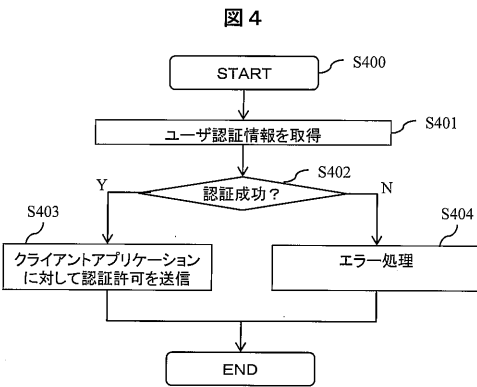 図4
START
S400
ユーザ認証情報を取得
S401
認証成功?
S402
Y
N
S403
クライアントアプリケーション
に対して認証許可を送信
S404
エラー処理
END